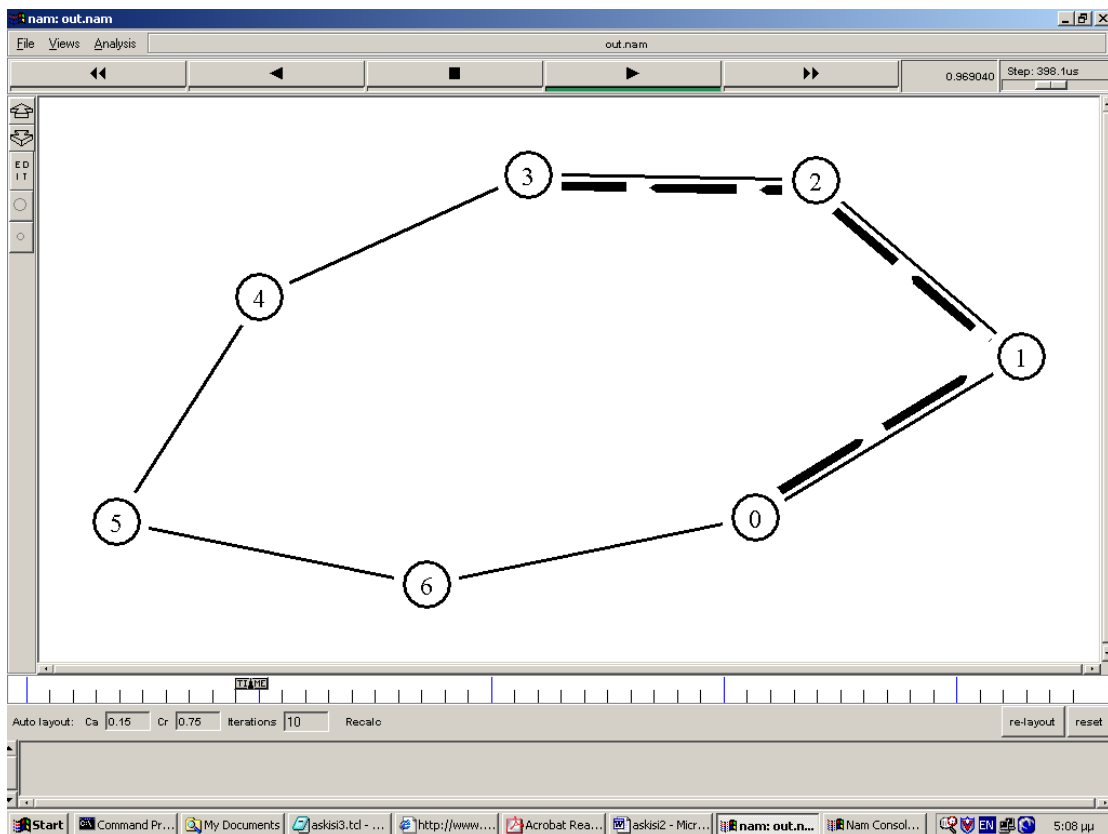 nam: out.nam
File Views Analysis out.nam
0.969040 Step: 398.1us
ED
IT
3
2
4
1
5
0
6
TIME
Auto layout: Ca 0.15 Cr 0.75 Iterations 10 Recalc re-layout reset
Start Command Pr... My Documents askisi3.tcl - ... http://www.... Acrobat Rea... askisi2 - Micr... nam: out.n... Nam Consol... EN 5:08 μμ